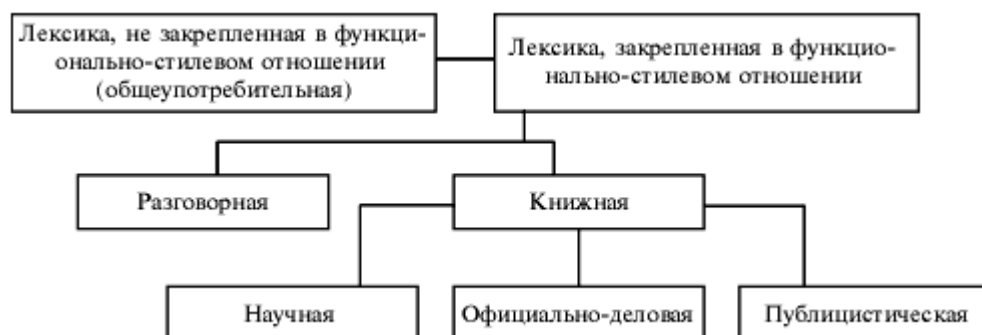 Лексика, не закрепленная в функци-
онально-стилевом отношении
(общеупотребительная)
Лексика, закрепленная в функцио-
нально-стилевом отношении
Разговорная
Книжная
Научная
Официально-деловая
Публицистическая